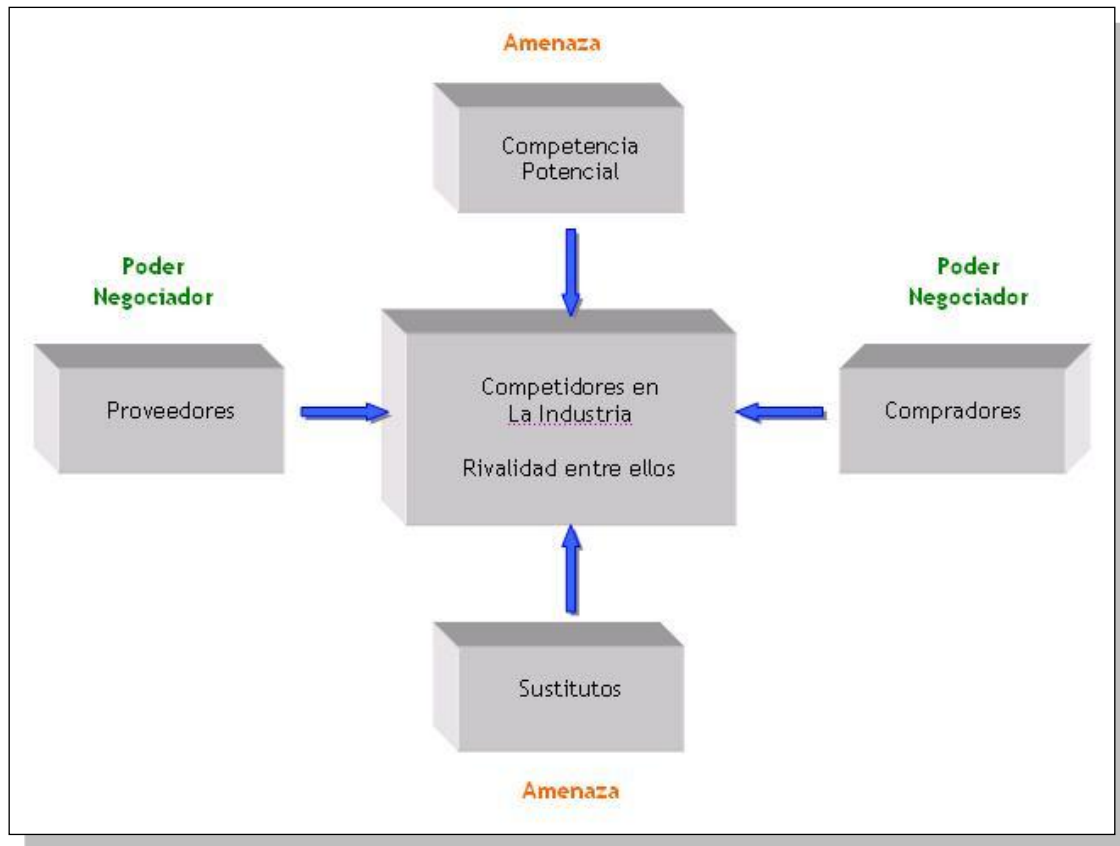 Amenaza
Competencia
Potencial
Poder
Negociador
Poder
Negociador
Proveedores
Competidores en
La Industria
Rivalidad entre ellos
Compradores
Sustitutos
Amenaza